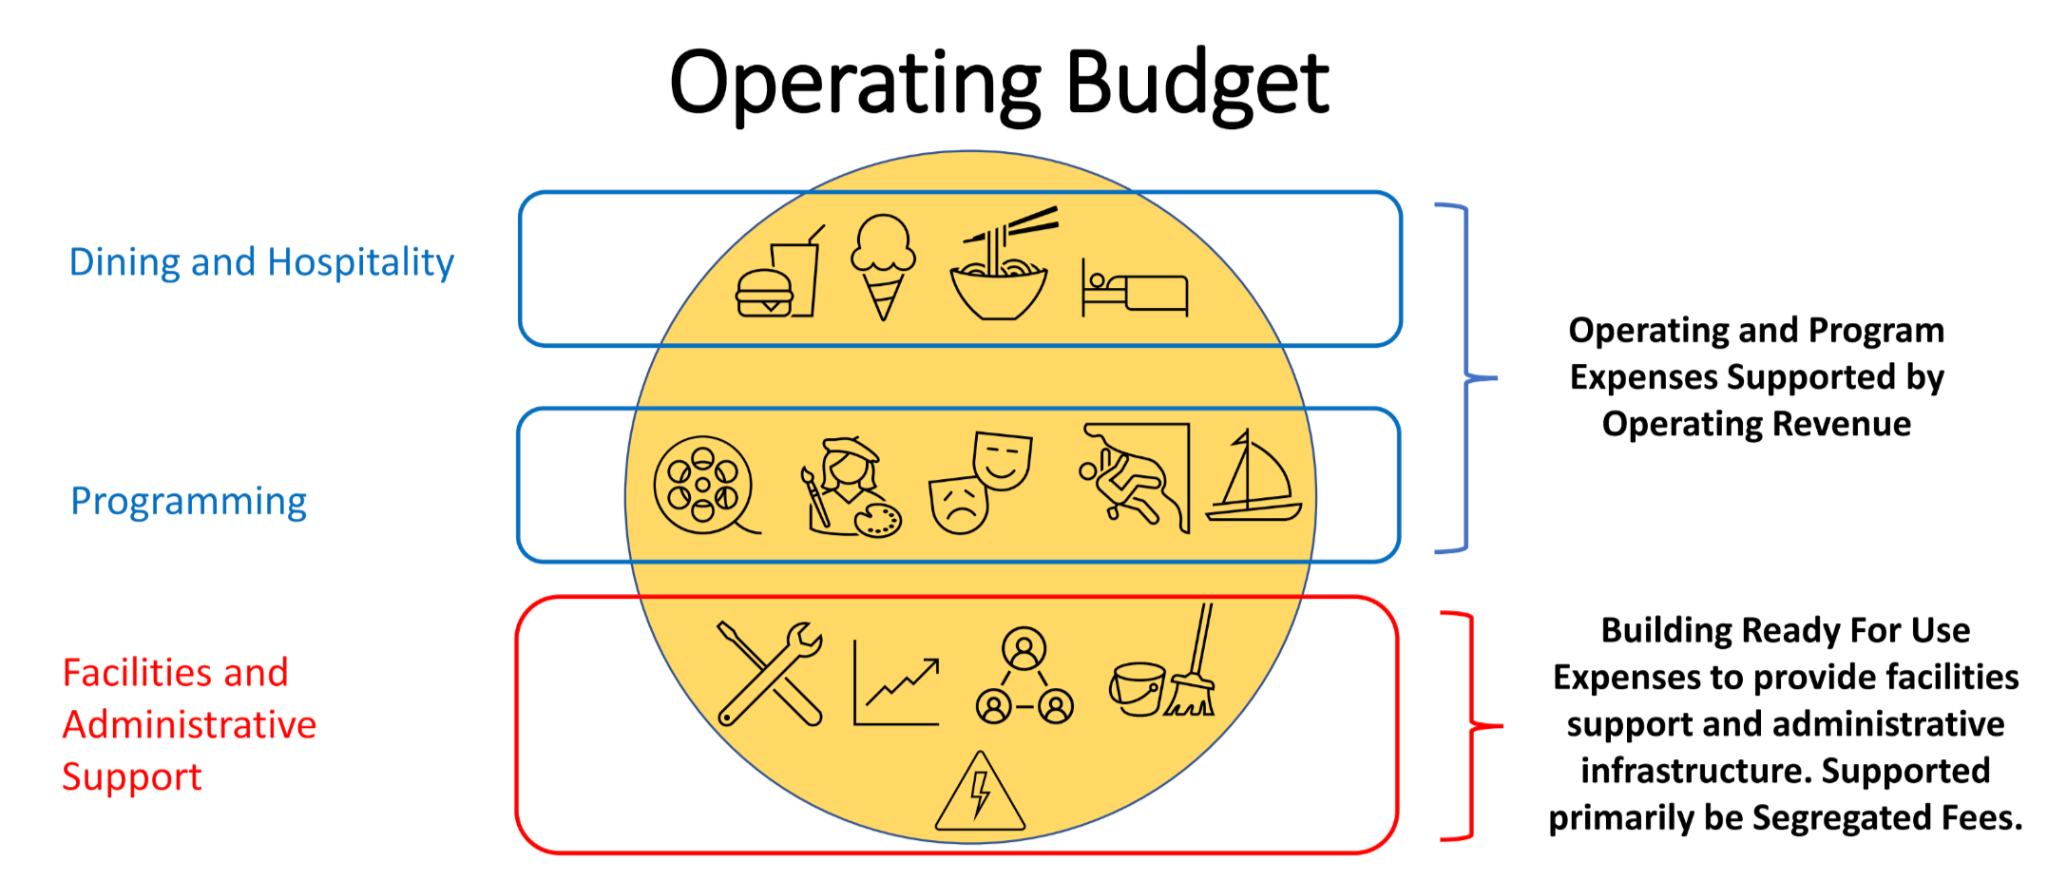 Operating Budget
Dining and Hospitality
Operating and Program
Expenses Supported by
Operating Revenue
Programming
Facilities and
Administrative
Support
Building Ready For Use
Expenses to provide facilities
support and administrative
infrastructure. Supported
primarily be Segregated Fees.